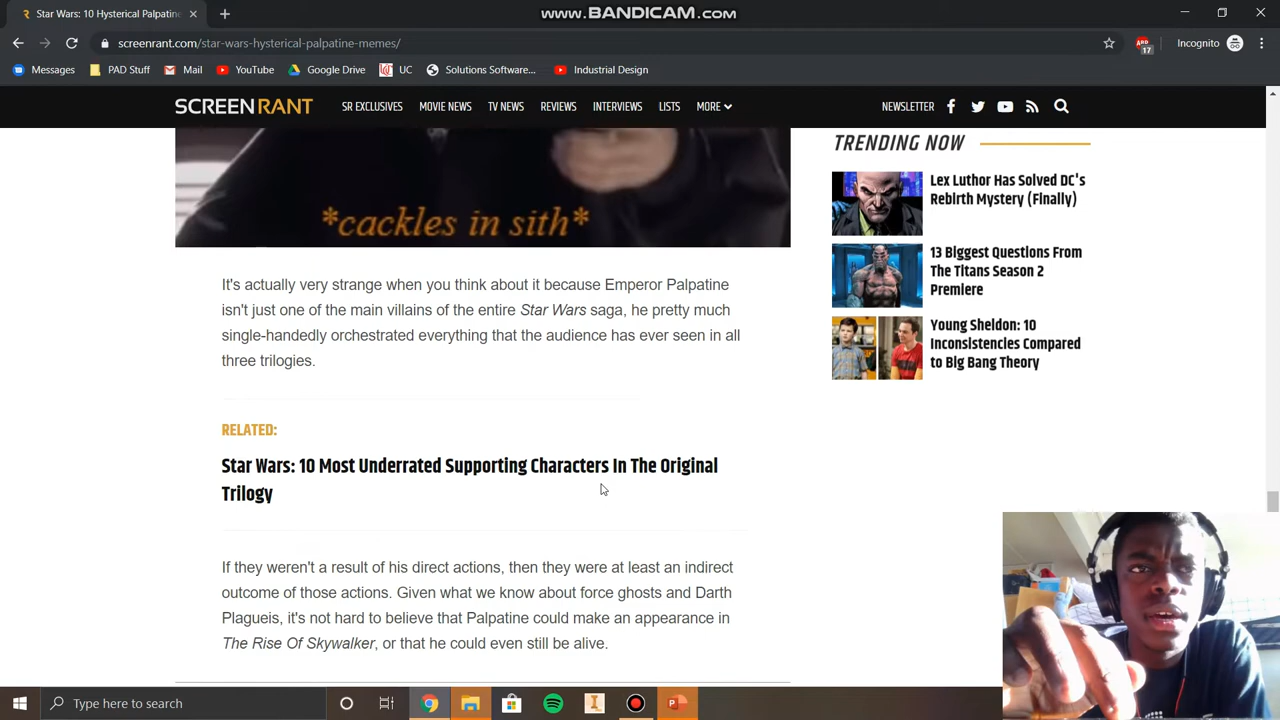 WWW.BANDICAM.COM
Star Wars: 10 Hysterical Palpatine
screenrant.com/star-wars-hysterical-palpatine-memes/
17
Incognito
Messages PAD Stuff Mail YouTube Google Drive UC Solutions Software... Industrial Design
SCREENRANT SR EXCLUSIVES MOVIE NEWS TV NEWS REVIEWS INTERVIEWS LISTS MORE NEWSLETTER
*cackles in sith*
It's actually very strange when you think about it because Emperor Palpatine
isn't just one of the main villains of the entire Star Wars saga, he pretty much
single-handedly orchestrated everything that the audience has ever seen in all
three trilogies.
RELATED:
Star Wars: 10 Most Underrated Supporting Characters In The Original
Trilogy
If they weren't a result of his direct actions, then they were at least an indirect
outcome of those actions. Given what we know about force ghosts and Darth
Plagueis, it's not hard to believe that Palpatine could make an appearance in
The Rise Of Skywalker, or that he could even still be alive.
TRENDING NOW
Lex Luthor Has Solved DC's
Rebirth Mystery (Finally)
13 Biggest Questions From
The Titans Season 2
Premiere
Young Sheldon: 10
Inconsistencies Compared
to Big Bang Theory
Type here to search